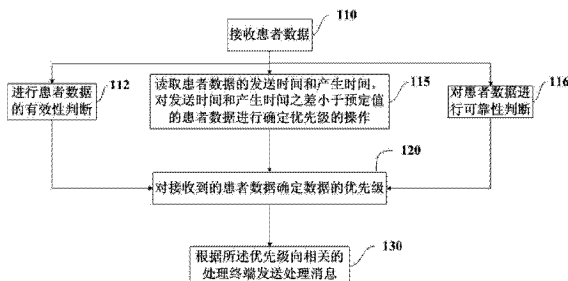 110
接收患者数据
112
进行患者数据
的有效性判断
读取患者数据的发送时间和产生时间，
对发送时间和产生时间之差小于预定值
的患者数据进行确定优先级的操作
115
对患者数据进
行可靠性判断
116
120
对接收到的患者数据确定数据的优先级
130
根据所述优先级向相关的
处理终端发送处理消息